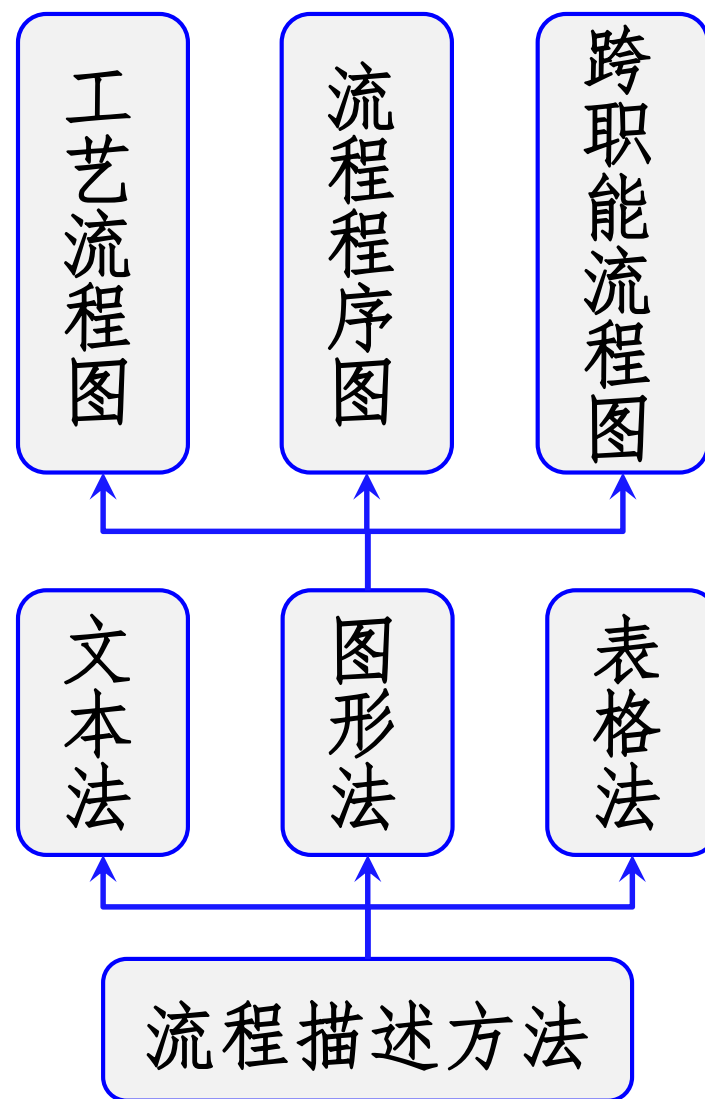 工艺流程图
流程程序图
跨职能流程图
文本法
图形法
表格法
流程描述方法